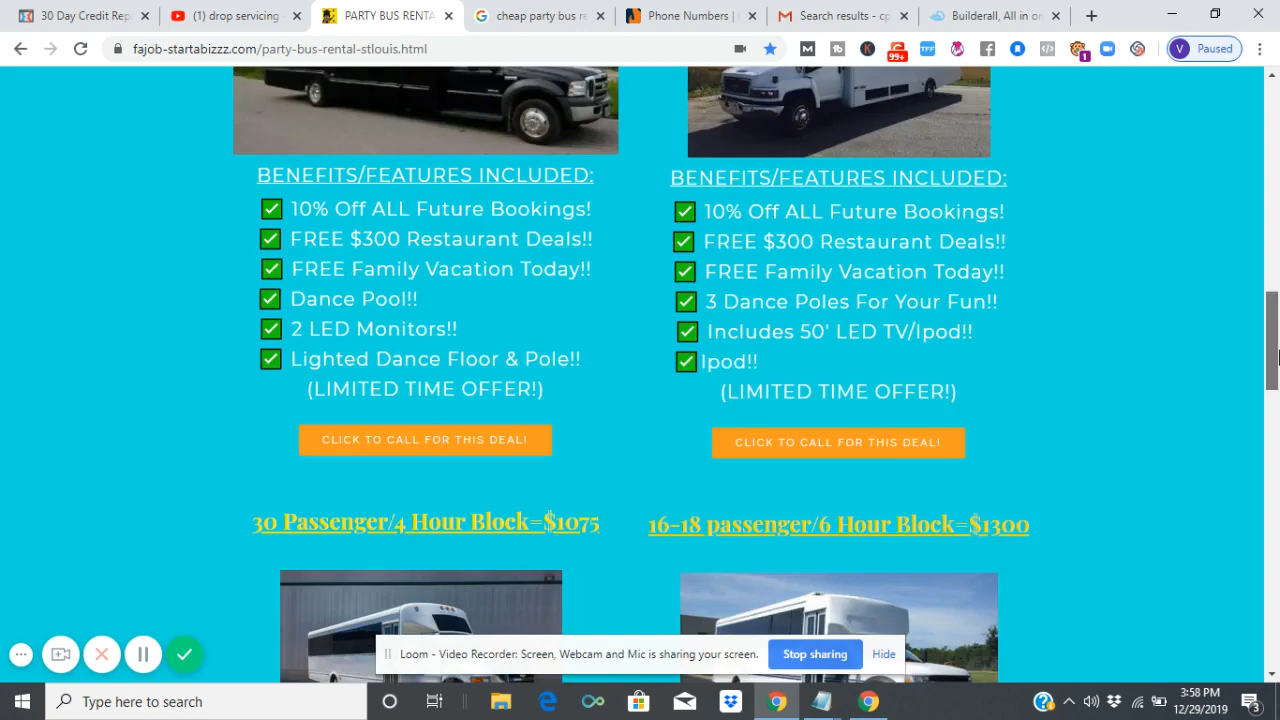 30 Day Credit Rep
(1) drop servicing -
PARTY BUS RENTA
cheap party bus re
Phone Numbers |
Search results - cp
Builderall, All in o
fajob-startabizzz.com/party-bus-rental-stlouis.html
99+
TFF
1
V Paused
BENEFITS/FEATURES INCLUDED:
✅ 10% Off ALL Future Bookings!
✅ FREE $300 Restaurant Deals!!
✅ FREE Family Vacation Today!!
✅ Dance Pool!!
✅ 2 LED Monitors!!
✅ Lighted Dance Floor & Pole!!
(LIMITED TIME OFFER!)
CLICK TO CALL FOR THIS DEAL!
BENEFITS/FEATURES INCLUDED:
✅ 10% Off ALL Future Bookings!
✅ FREE $300 Restaurant Deals!!
✅ FREE Family Vacation Today!!
✅ 3 Dance Poles For Your Fun!!
✅ Includes 50' LED TV/Ipod!!
✅ Ipod!!
(LIMITED TIME OFFER!)
CLICK TO CALL FOR THIS DEAL!
30 Passenger/4 Hour Block=$1075
16-18 passenger/6 Hour Block=$1300
Loom - Video Recorder: Screen, Webcam and Mic is sharing your screen.
Stop sharing
Hide
Type here to search
3:58 PM
12/29/2019
3